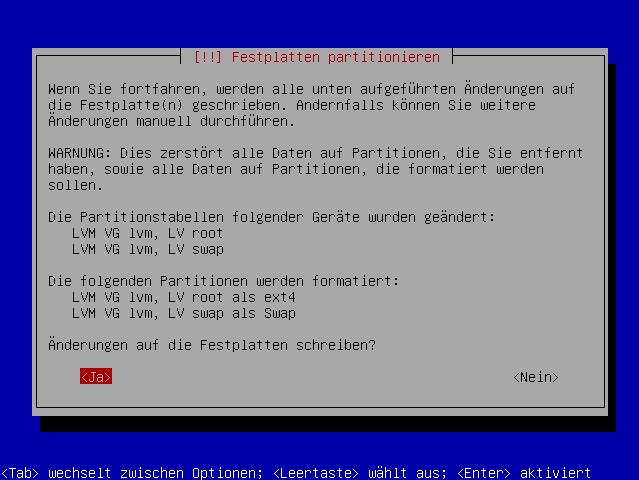 [!!] Festplatten partitionieren
Wenn Sie fortfahren, werden alle unten aufgeführten Änderungen auf
die Festplatte(n) geschrieben. Andernfalls können Sie weitere
Änderungen manuell durchführen.
WARNUNG: Dies zerstört alle Daten auf Partitionen, die Sie entfernt
haben, sowie alle Daten auf Partitionen, die formatiert werden
sollen.
Die Partitionstabellen folgender Geräte wurden geändert:
LVM VG lvm, LV root
LVM VG lvm, LV swap
Die folgenden Partitionen werden formatiert:
LVM VG lvm, LV root als ext4
LVM VG lvm, LV swap als Swap
Änderungen auf die Festplatten schreiben?
<Ja> <Nein>
<Tab> wechselt zwischen Optionen; <Leertaste> wählt aus; <Enter> aktiviert